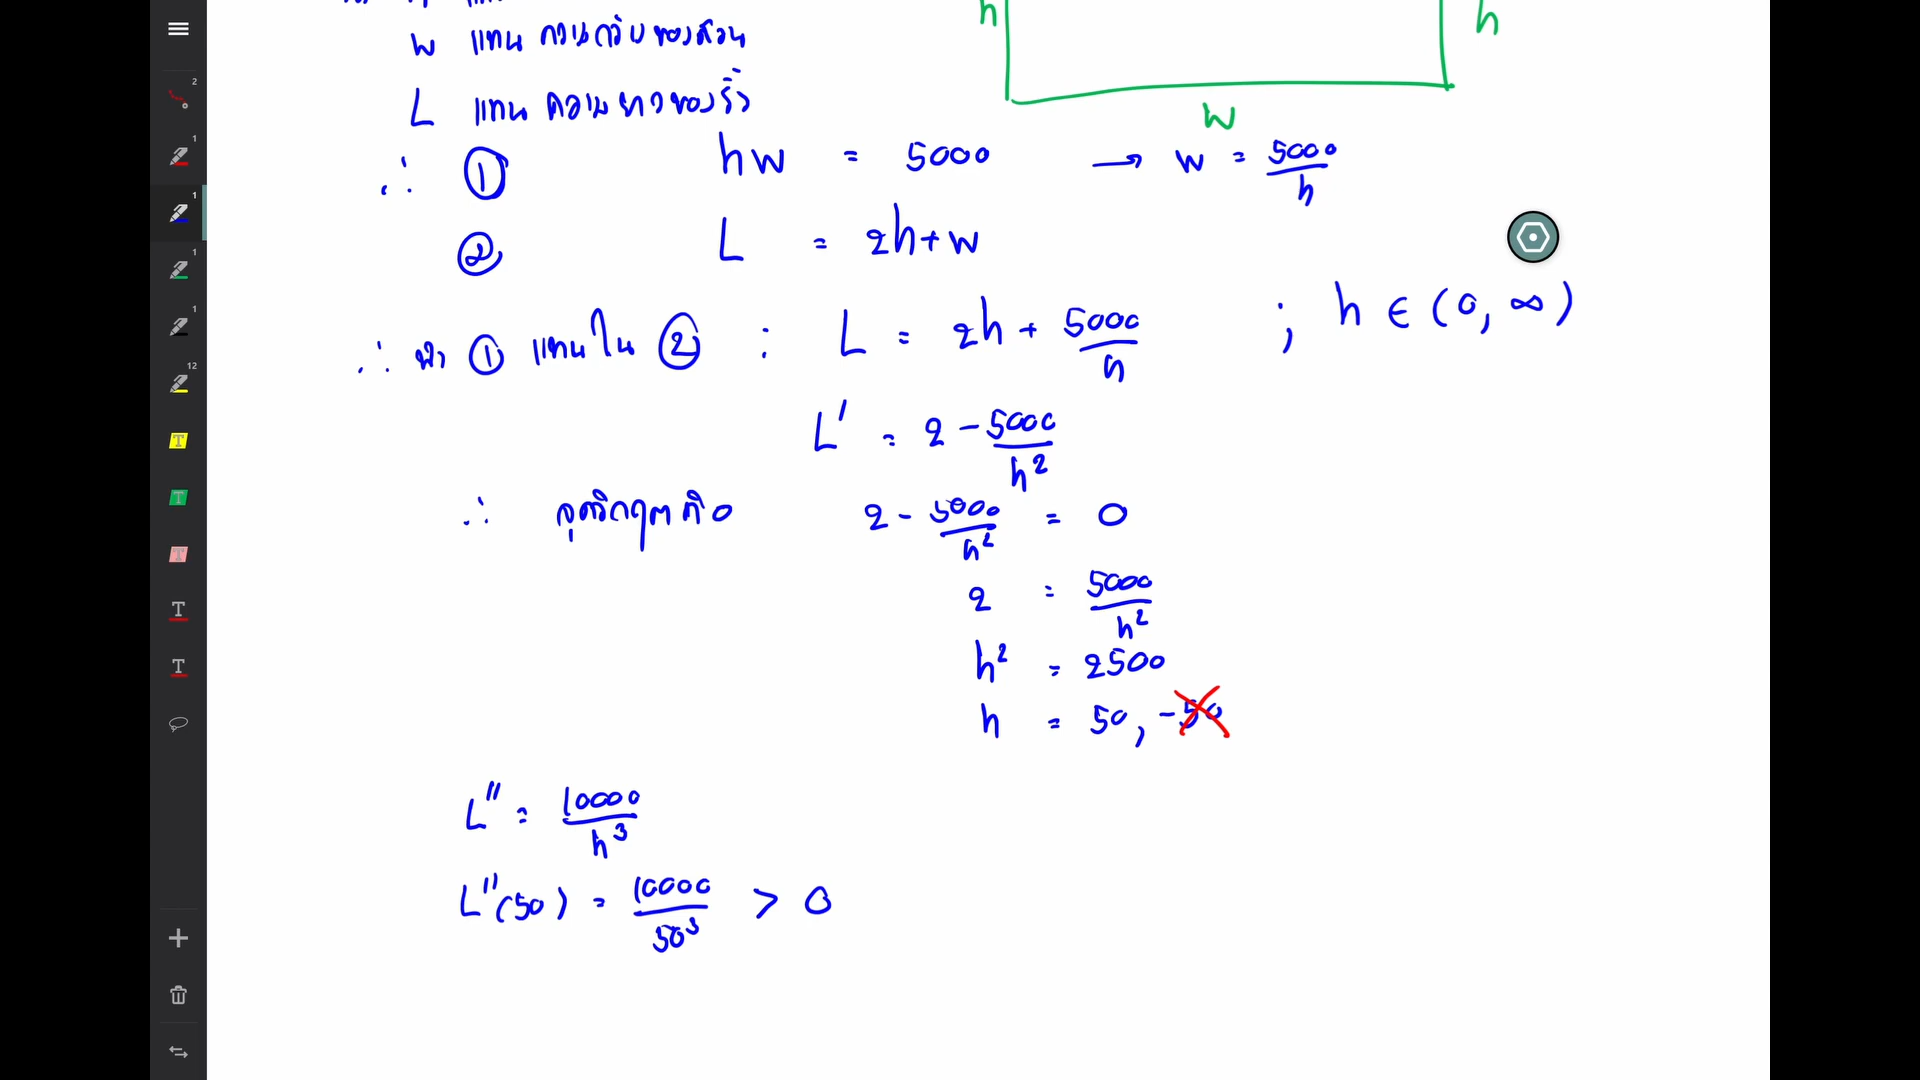 h h
w แทน ความกว้างของสวน
w
L แทน ความยาวของรั้ว
∴ ① hw = 5000 → w = 5000/h
② L = 2h+w
∴ นำ ① แทนใน ② : L = 2h + 5000/h ; h ∈ (0, ∞)
L' = 2 - 5000/h²
∴ จุดวิกฤตคือ 2 - 5000/h² = 0
2 = 5000/h²
h² = 2500
h = 50, -50
L'' = 10000/h³
L''(50) = 10000/50³ > 0